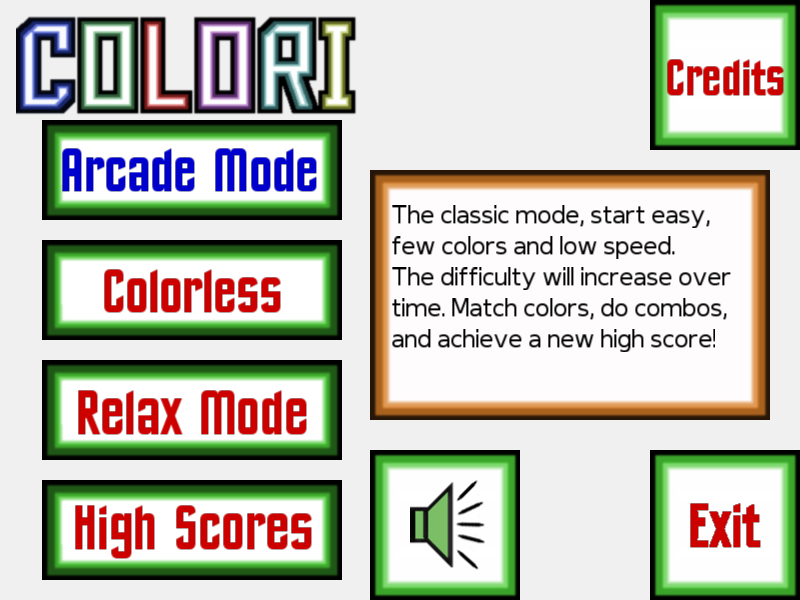 COLORI
Credits
Arcade Mode
The classic mode, start easy,
few colors and low speed.
The difficulty will increase over
time. Match colors, do combos,
and achieve a new high score!
Colorless
Relax Mode
High Scores
Exit